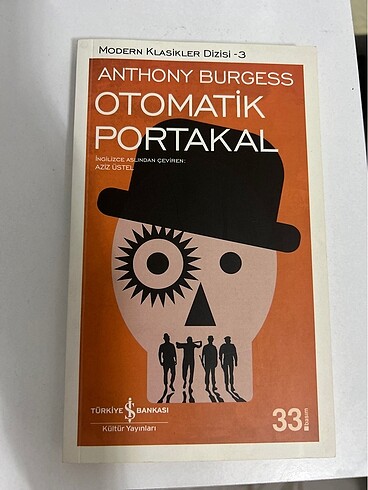 MODERN KLASİKLER DİZİSİ -3
ANTHONY BURGESS
OTOMATİK
PORTAKAL
İNGİLİZCE ASLINDAN ÇEVİREN:
AZİZ ÜSTEL
TÜRKİYE İŞ BANKASI
Kültür Yayınları
33.
basım